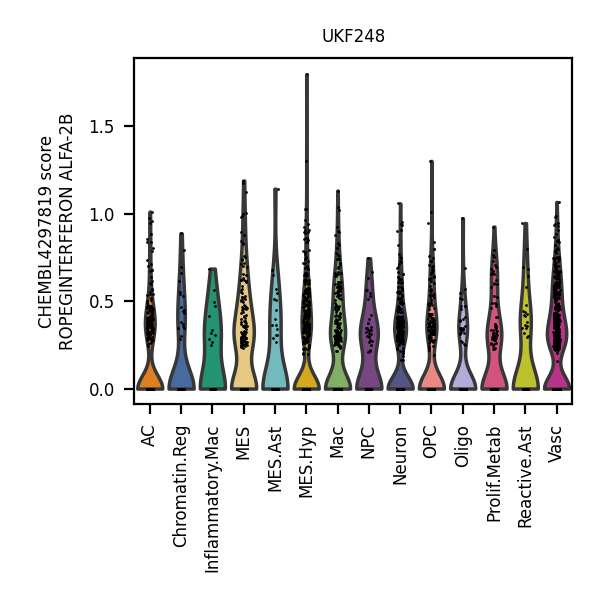 UKF248
CHEMBL4297819 score
ROPEGINTERFERON ALFA-2B
1.5
1.0
0.5
0.0
AC
Chromatin.Reg
Inflammatory.Mac
MES
MES.Ast
MES.Hyp
Mac
NPC
Neuron
OPC
Oligo
Prolif.Metab
Reactive.Ast
Vasc